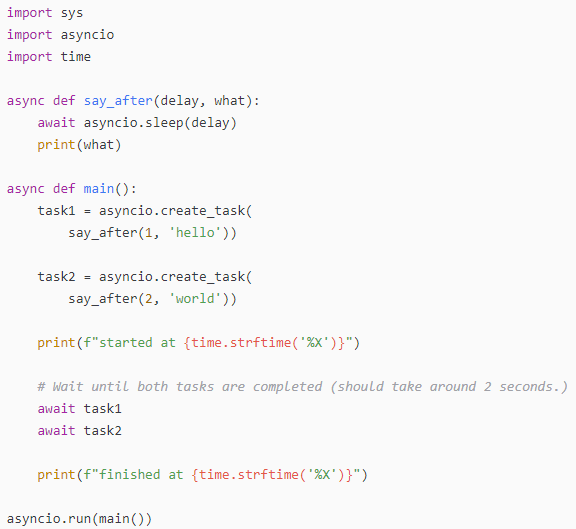 import sys
import asyncio
import time

async def say_after(delay, what):
    await asyncio.sleep(delay)
    print(what)

async def main():
    task1 = asyncio.create_task(
        say_after(1, 'hello'))

    task2 = asyncio.create_task(
        say_after(2, 'world'))

    print(f"started at {time.strftime('%X')}")

    # Wait until both tasks are completed (should take around 2 seconds.)
    await task1
    await task2

    print(f"finished at {time.strftime('%X')}")

asyncio.run(main())